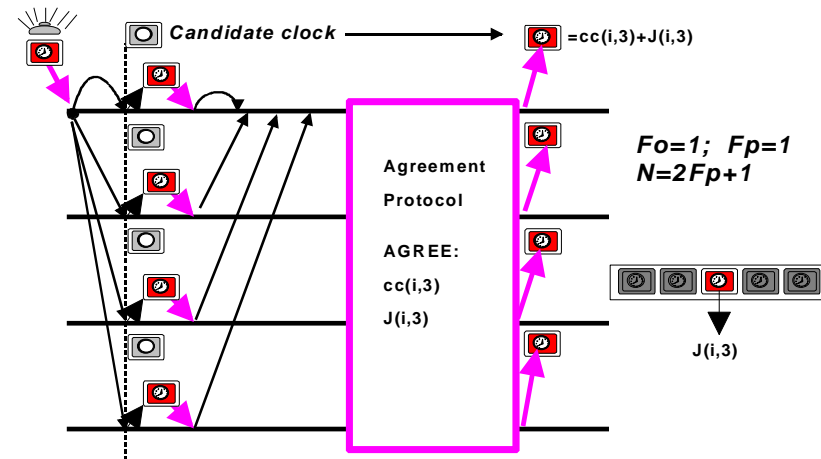 Candidate clock
=cc(i,3)+J(i,3)
Fo=1; Fp=1
N=2Fp+1
Agreement
Protocol
AGREE:
cc(i,3)
J(i,3)
J(i,3)